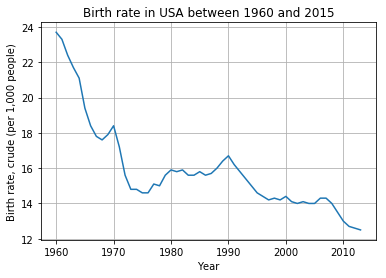 Birth rate in USA between 1960 and 2015
Birth rate, crude (per 1,000 people)
24
22
20
18
16
14
12
1960 1970 1980 1990 2000 2010
Year